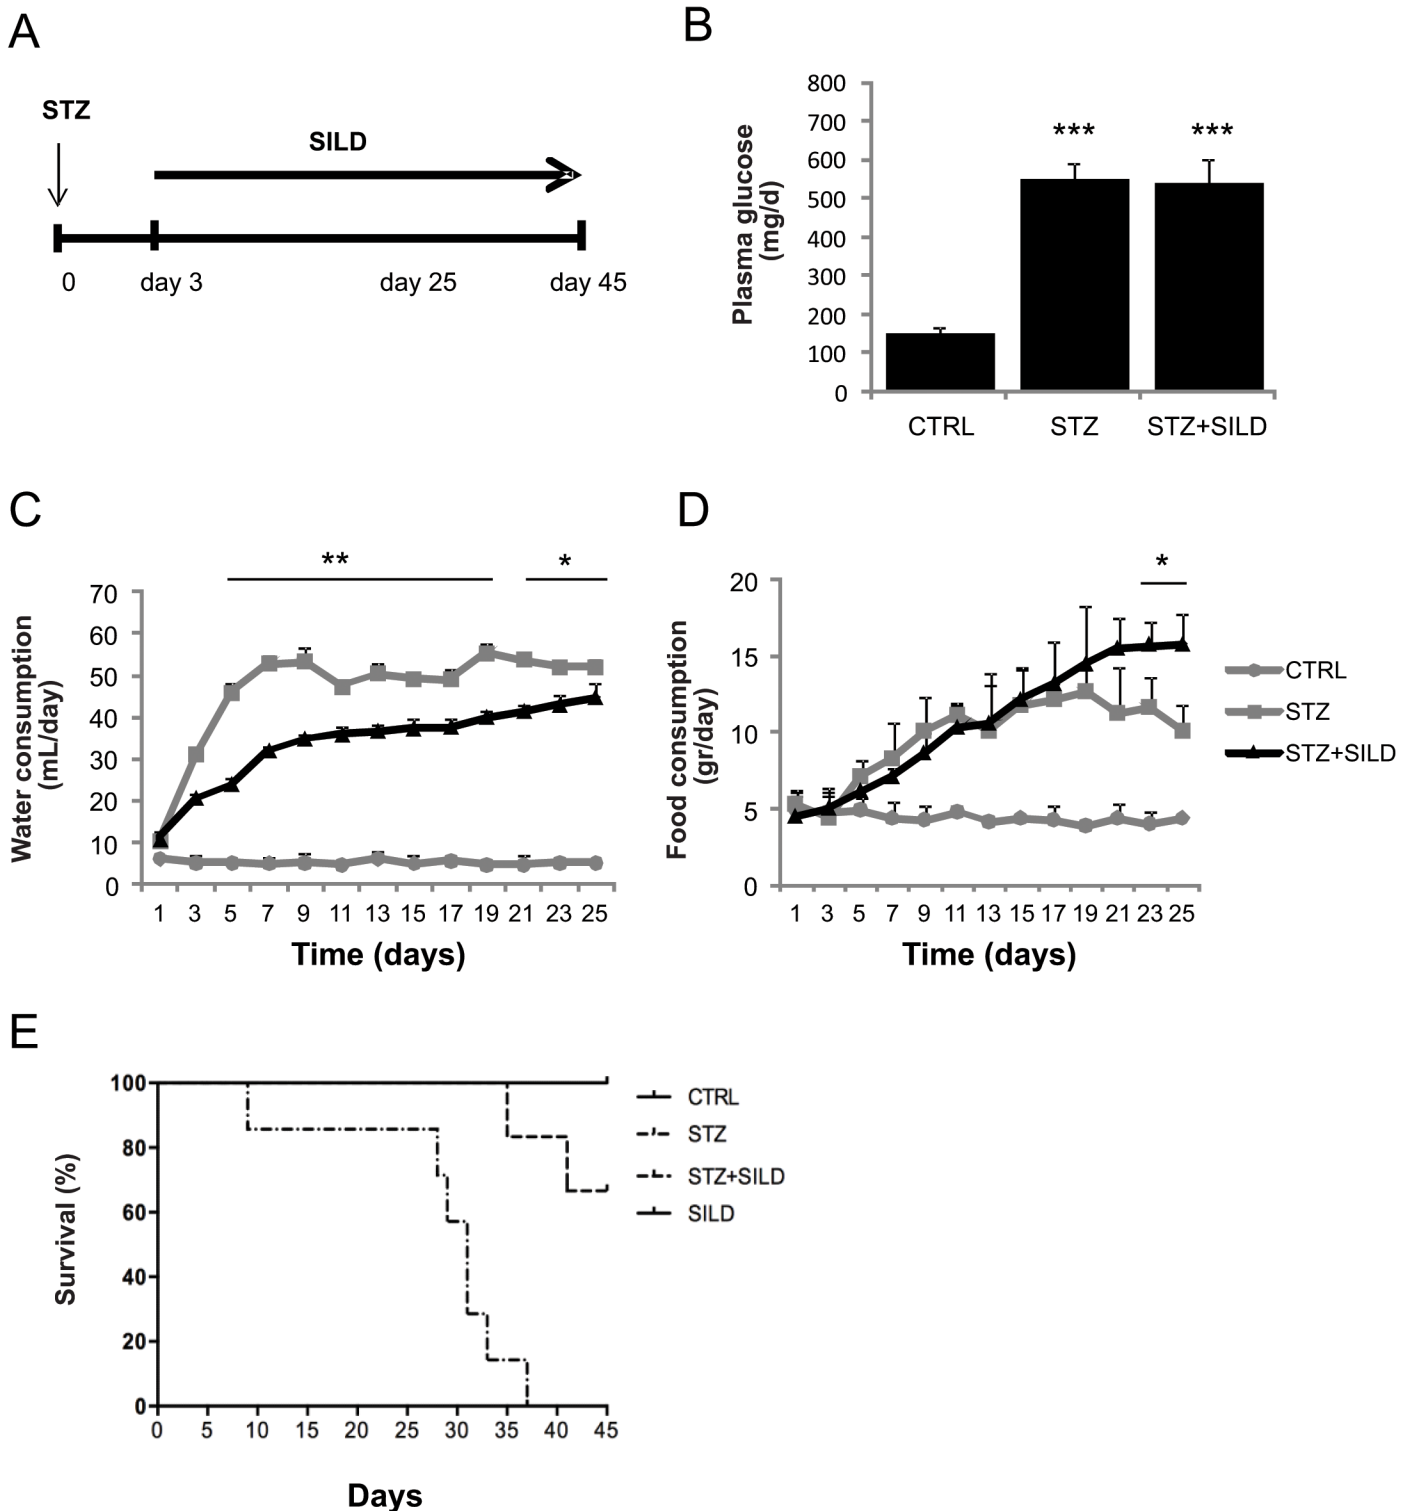 A
STZ
SILD
0 day 3 day 25 day 45
B
Plasma glucose
(mg/d)
800
700
600
500
400
300
200
100
0
*** ***
CTRL STZ STZ+SILD
C
Water consumption
(mL/day)
** *
70
60
50
40
30
20
10
0
1 3 5 7 9 11 13 15 17 19 21 23 25
Time (days)
D
Food consumption
(gr/day)
*
20
15
10
5
0
1 3 5 7 9 11 13 15 17 19 21 23 25
Time (days)
CTRL
STZ
STZ+SILD
E
Survival (%)
100
80
60
40
20
0
0 5 10 15 20 25 30 35 40 45
Days
CTRL
STZ
STZ+SILD
SILD